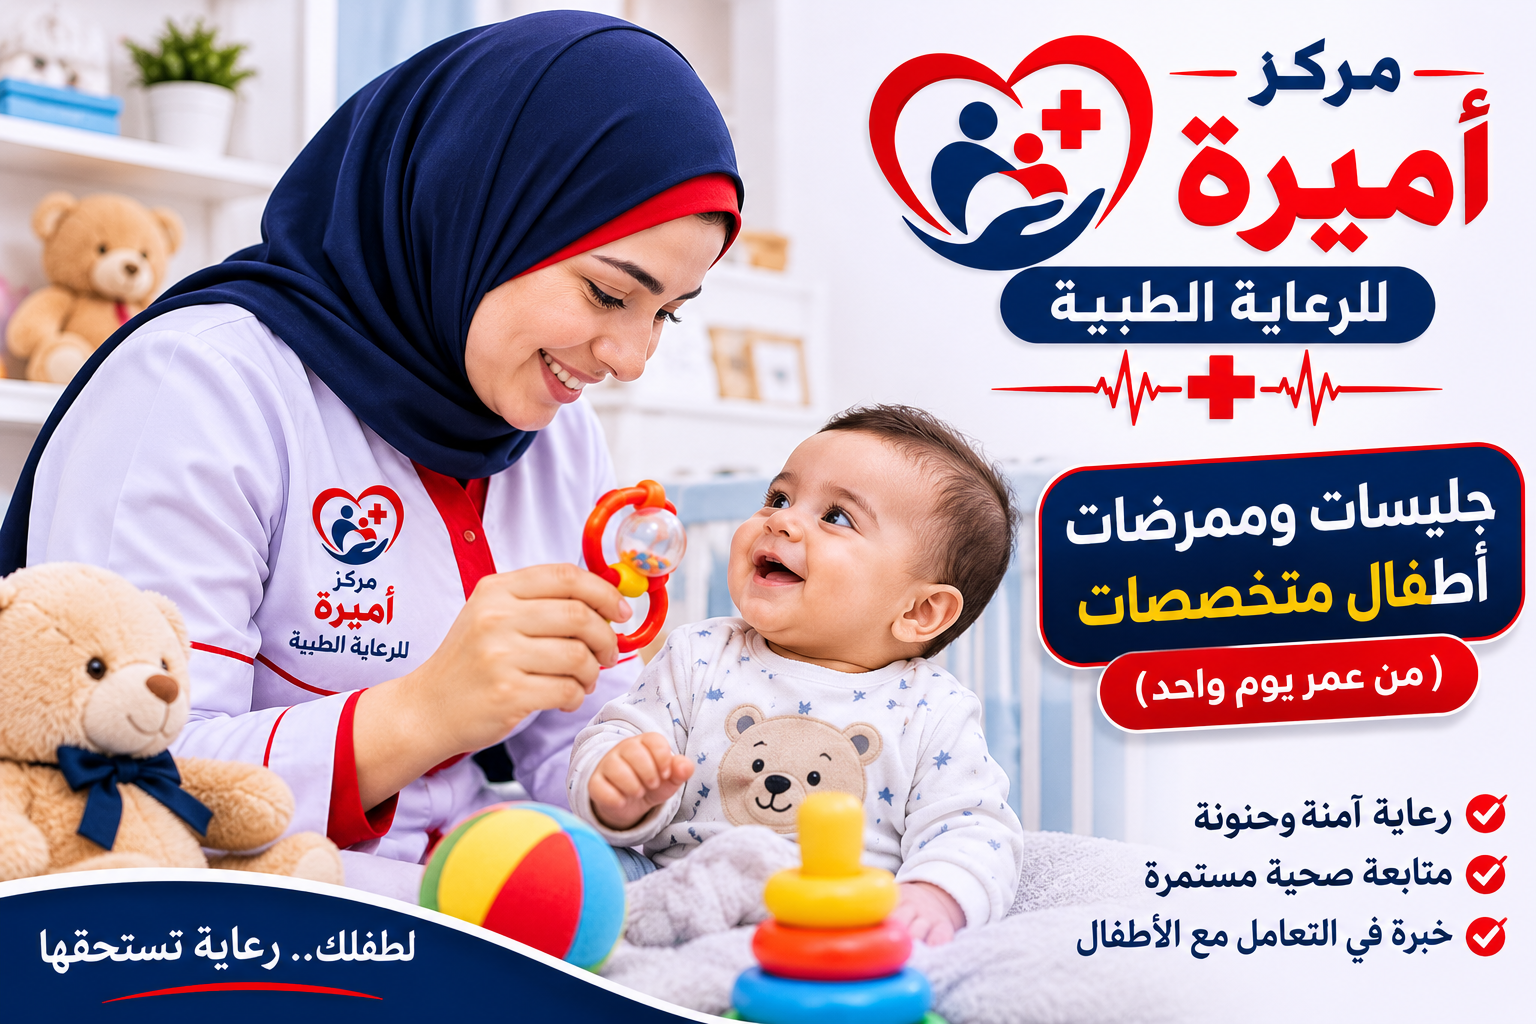 مركز
أميرة
للرعاية الطبية
جليسات وممرضات
أطفال متخصصات
(من عمر يوم واحد)
رعاية آمنة وحنونة
متابعة صحية مستمرة
خبرة في التعامل مع الأطفال
مركز
أميرة
للرعاية الطبية
لطفلك.. رعاية تستحقها